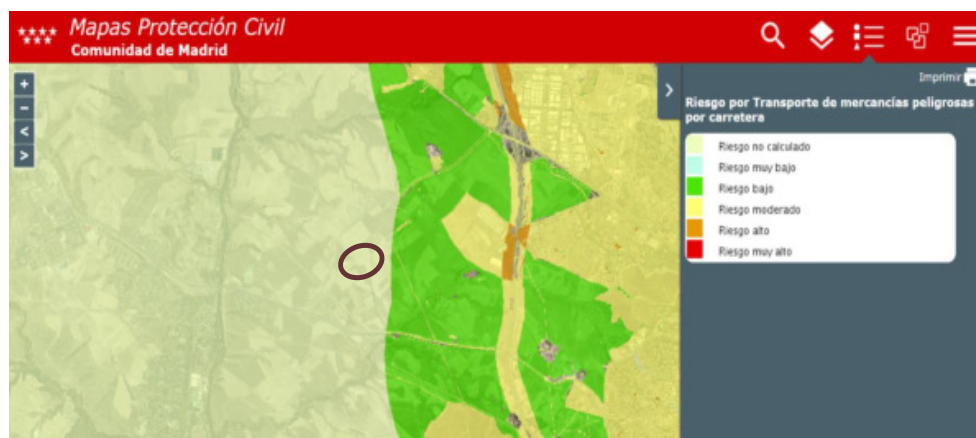 Mapas Protección Civil
Comunidad de Madrid
Imprimir
Riesgo por Transporte de mercancías peligrosas
por carretera
Riesgo no calculado
Riesgo muy bajo
Riesgo bajo
Riesgo moderado
Riesgo alto
Riesgo muy alto